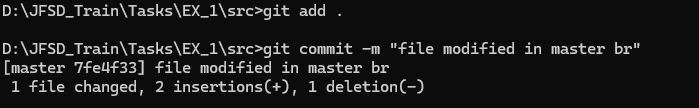 D:\JFSD_Train\Tasks\EX_1\src>git add .
D:\JFSD_Train\Tasks\EX_1\src>git commit -m "file modified in master br"
[master 7fe4f33] file modified in master br
 1 file changed, 2 insertions(+), 1 deletion(-)